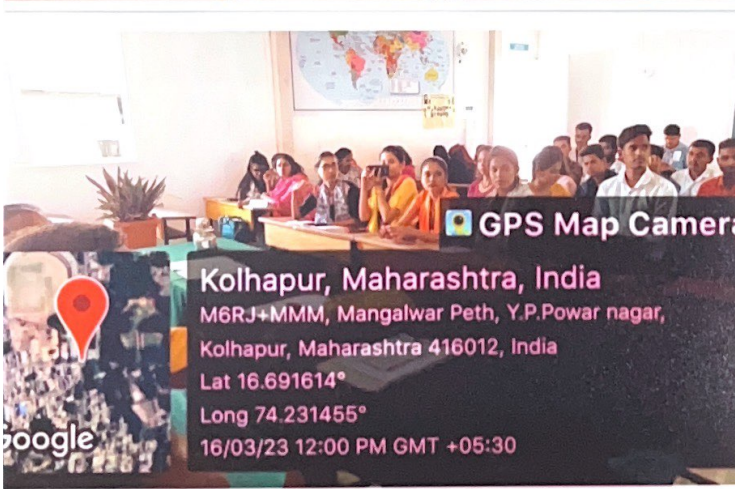 GPS Map Camera
Kolhapur, Maharashtra, India
M6RJ+MMM, Mangalwar Peth, Y.P.Powar nagar,
Kolhapur, Maharashtra 416012, India
Lat 16.691614°
Long 74.231455°
16/03/23 12:00 PM GMT +05:30
Google